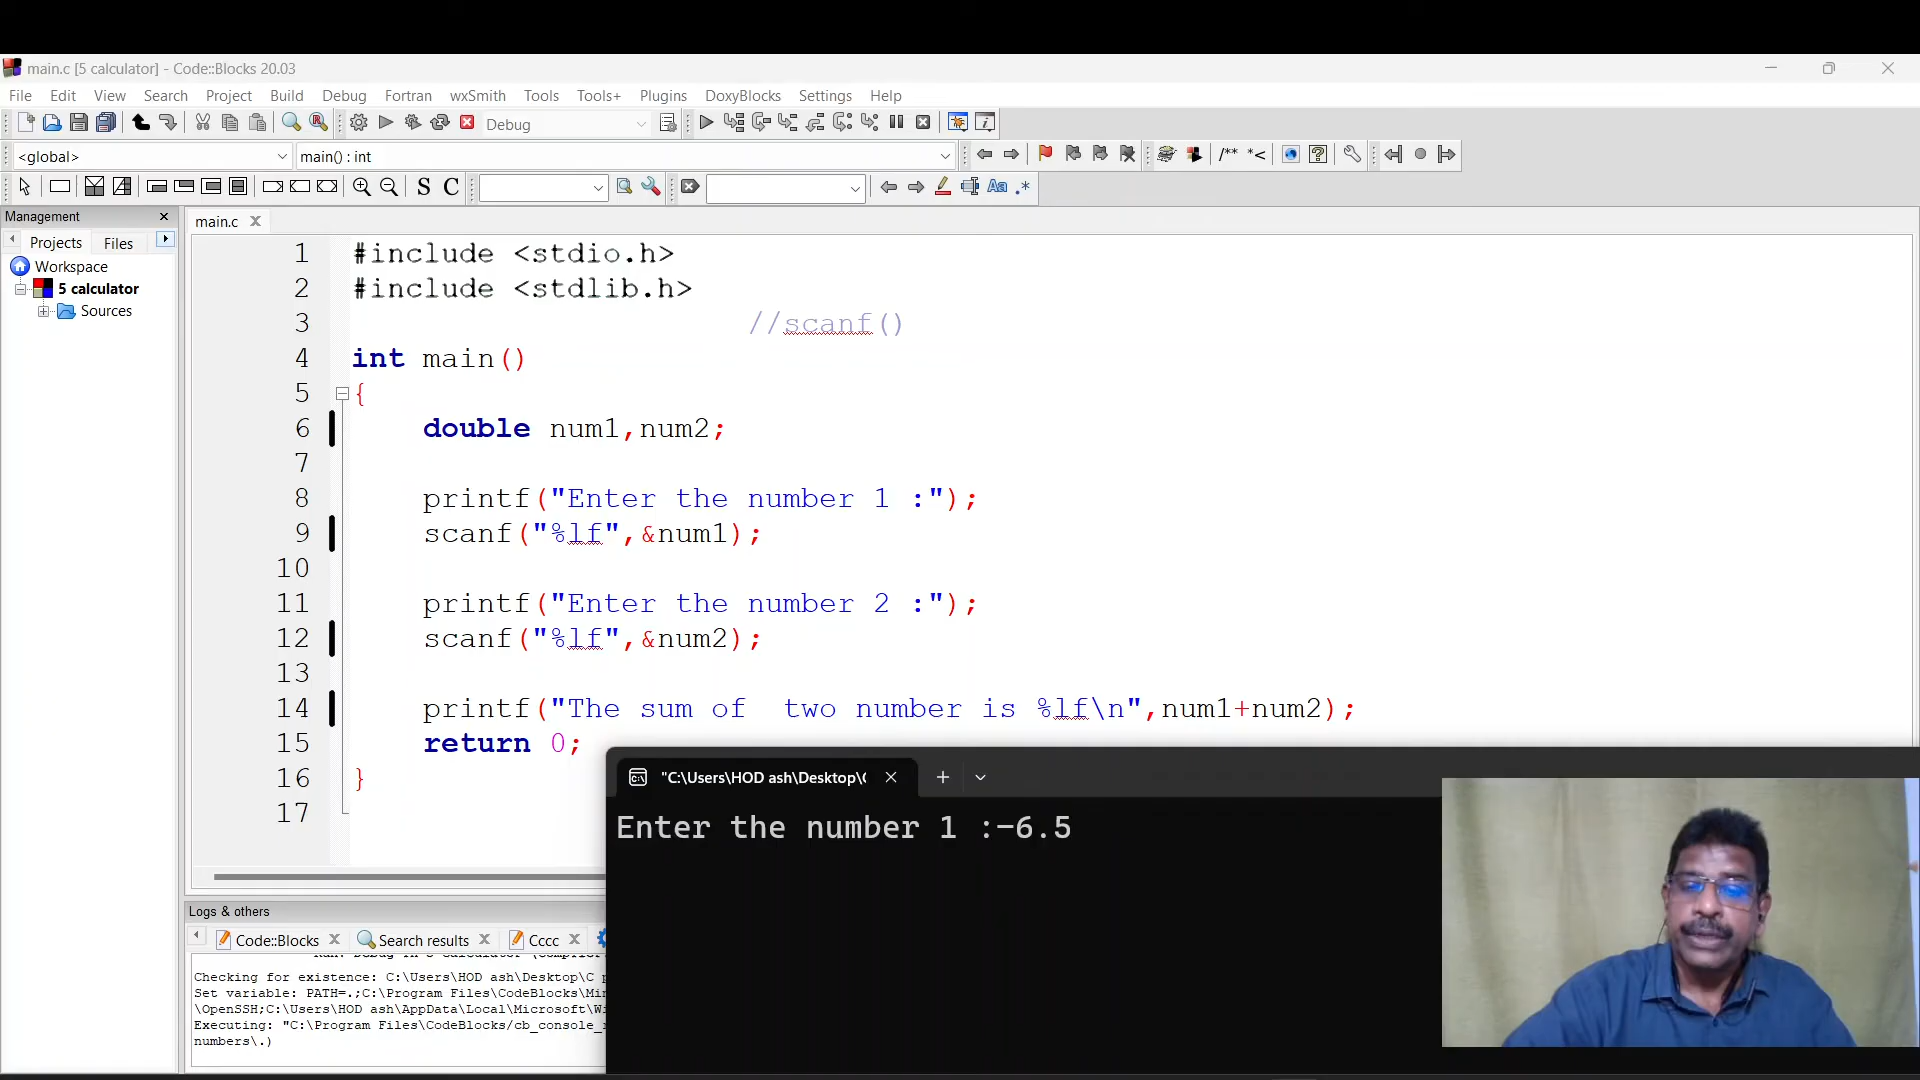 main.c [5 calculator] - Code::Blocks 20.03
File Edit View Search Project Build Debug Fortran wxSmith Tools Tools+ Plugins DoxyBlocks Settings Help
Debug
<global> main() : int /** *<
S C Aa .*
Management
main.c
Projects Files
Workspace
5 calculator
Sources
1 #include <stdio.h>
2 #include <stdlib.h>
3 //scanf()
4 int main()
5 {
6 double num1,num2;
7
8 printf("Enter the number 1 :");
9 scanf("%lf",&num1);
10
11 printf("Enter the number 2 :");
12 scanf("%lf",&num2);
13
14 printf("The sum of  two number is %lf\n",num1+num2);
15 return 0;
16 }
17
"C:\Users\HOD ash\Desktop\
Enter the number 1 :-6.5
Logs & others
Code::Blocks Search results Cccc
Checking for existence: C:\Users\HOD ash\Desktop\C p
Set variable: PATH=.;C:\Program Files\CodeBlocks\Min
\OpenSSH;C:\Users\HOD ash\AppData\Local\Microsoft\Wi
Executing: "C:\Program Files\CodeBlocks/cb_console_
numbers\.)